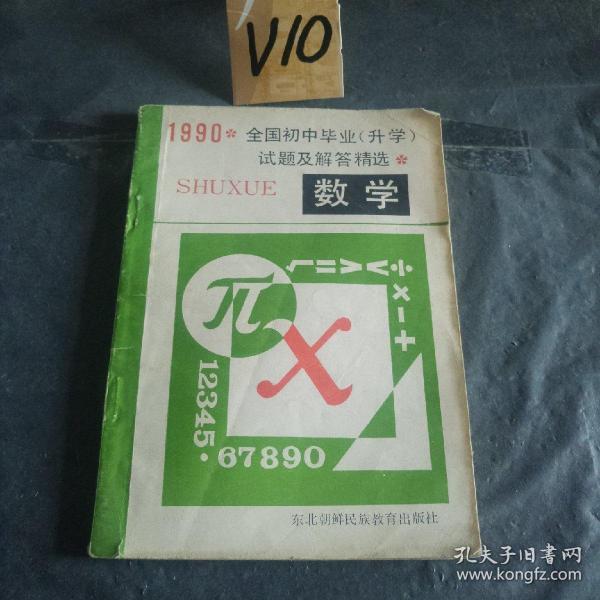 V10
1990* 全国初中毕业(升学)
试题及解答精选*
SHUXUE 数学
π
x
÷×-+
12345·
67890
东北朝鲜民族教育出版社
孔夫子旧书网
www.kongfz.com